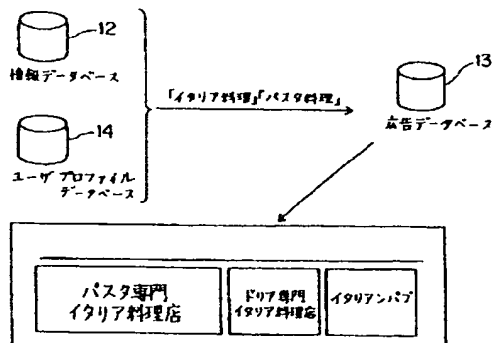 12
情報データベース
14
ユーザプロファイル
データベース
「イタリア料理」「パスタ料理」
13
広告データベース
パスタ専門
イタリア料理店
ドリア専門
イタリア料理店
イタリアンパブ